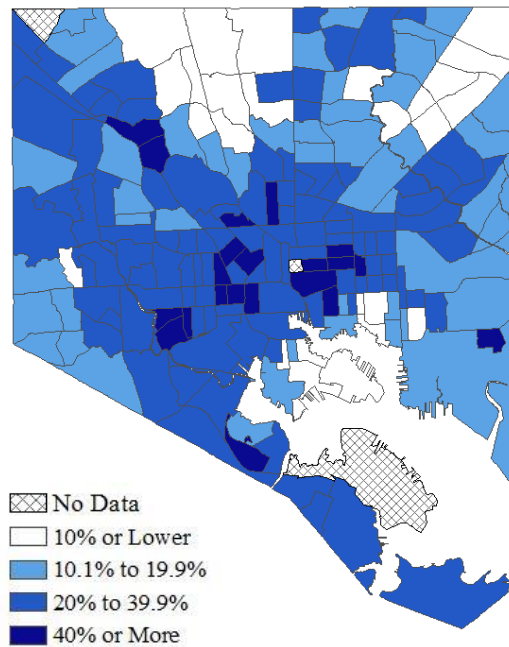 No Data
10% or Lower
10.1% to 19.9%
20% to 39.9%
40% or More